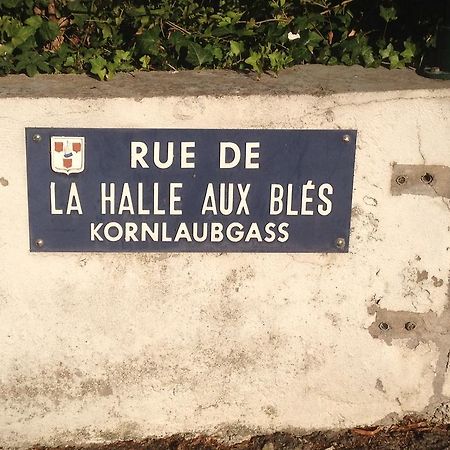 RUE DE
LA HALLE AUX BLÉS
KORNLAUBGASS